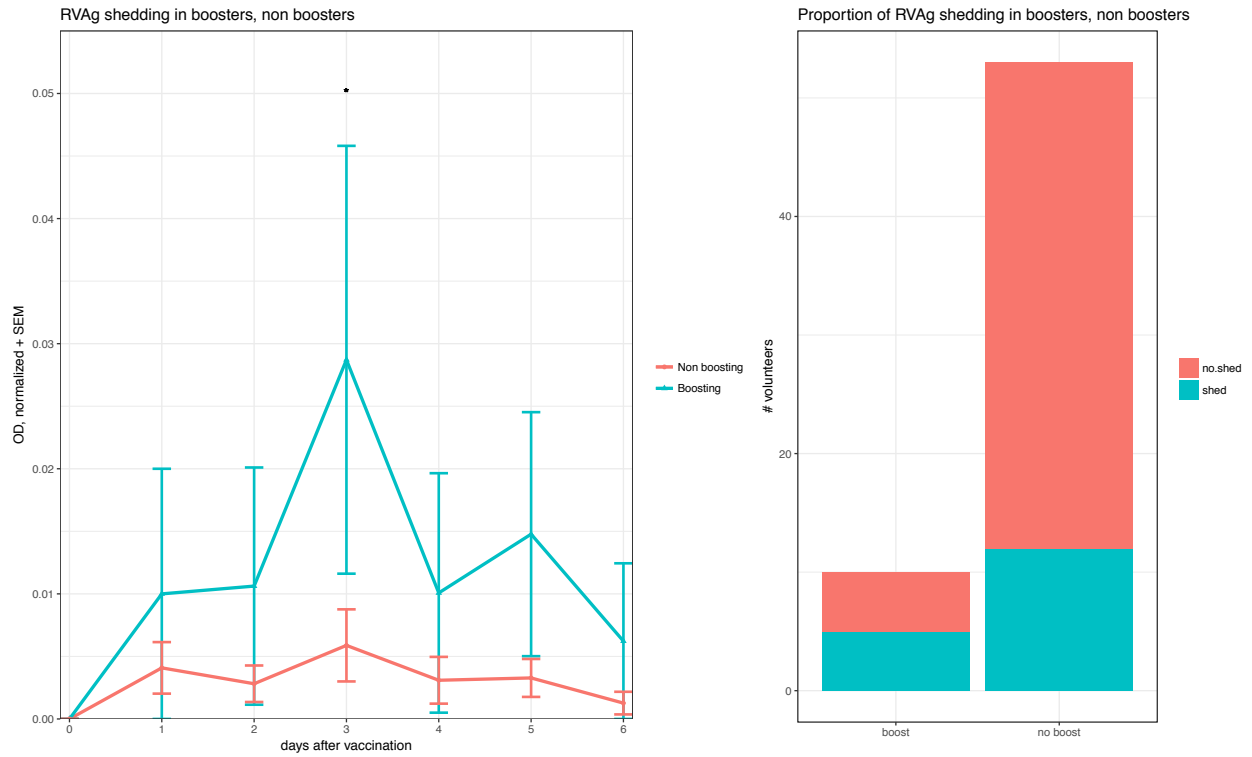 RVAg shedding in boosters, non boosters
OD, normalized + SEM
0.05
0.04
0.03
0.02
0.01
0.00
*
0 1 2 3 4 5 6
days after vaccination
Non boosting
Boosting
Proportion of RVAg shedding in boosters, non boosters
# volunteers
40
20
0
boost no boost
no.shed
shed